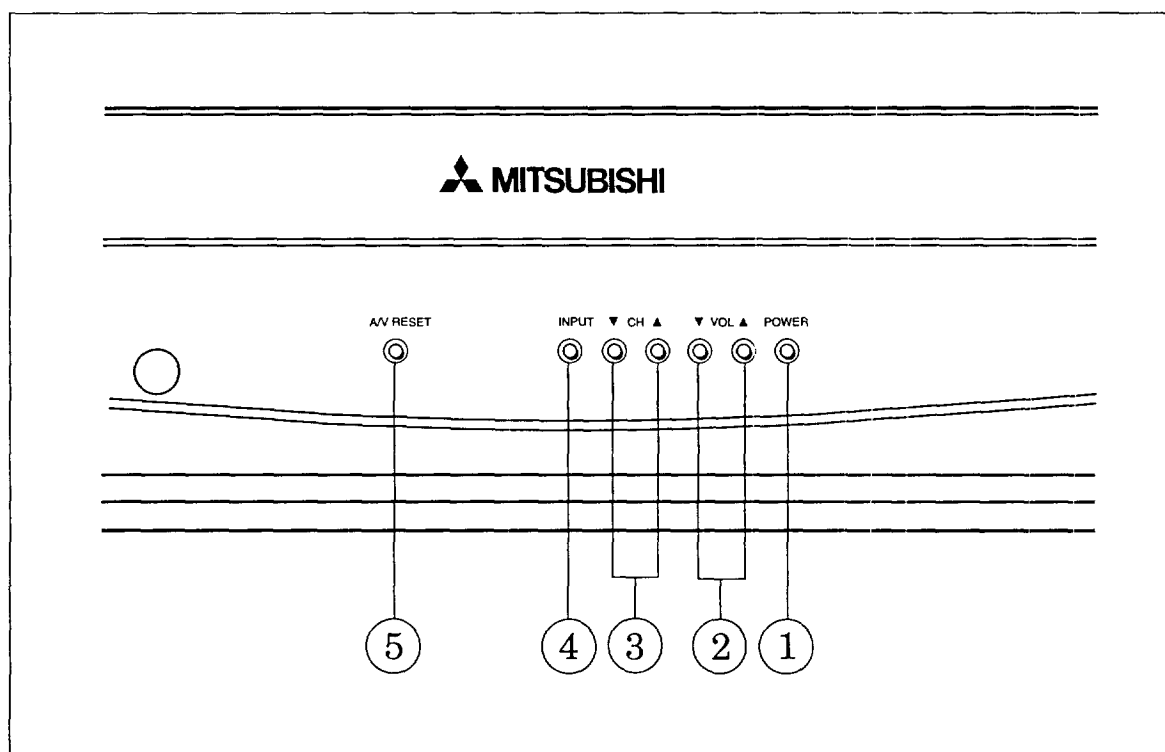 MITSUBISHI
A/V RESET INPUT ▼ CH ▲ ▼ VOL ▲ POWER
5 4 3 2 1